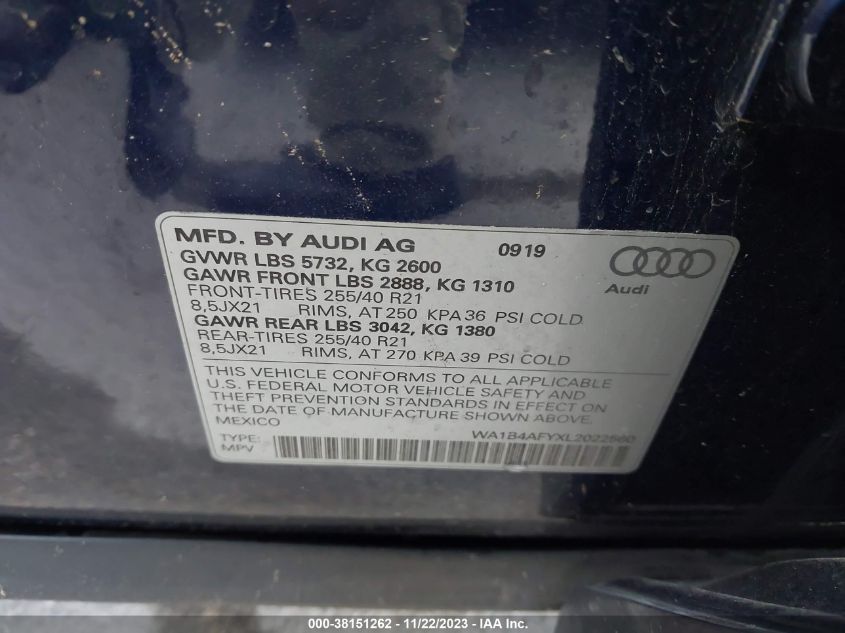 MFD. BY AUDI AG 0919
GVWR LBS 5732, KG 2600
GAWR FRONT LBS 2888, KG 1310
FRONT-TIRES 255/40 R21
8,5JX21 RIMS, AT 250 KPA 36 PSI COLD
GAWR REAR LBS 3042, KG 1380
REAR-TIRES 255/40 R21
8,5JX21 RIMS, AT 270 KPA 39 PSI COLD
Audi
THIS VEHICLE CONFORMS TO ALL APPLICABLE
U.S. FEDERAL MOTOR VEHICLE SAFETY AND
THEFT PREVENTION STANDARDS IN EFFECT ON
THE DATE OF MANUFACTURE SHOWN ABOVE.
MEXICO
WA1B4AFYXL2022560
TYPE:
MPV
000-38151262 - 11/22/2023 - IAA Inc.